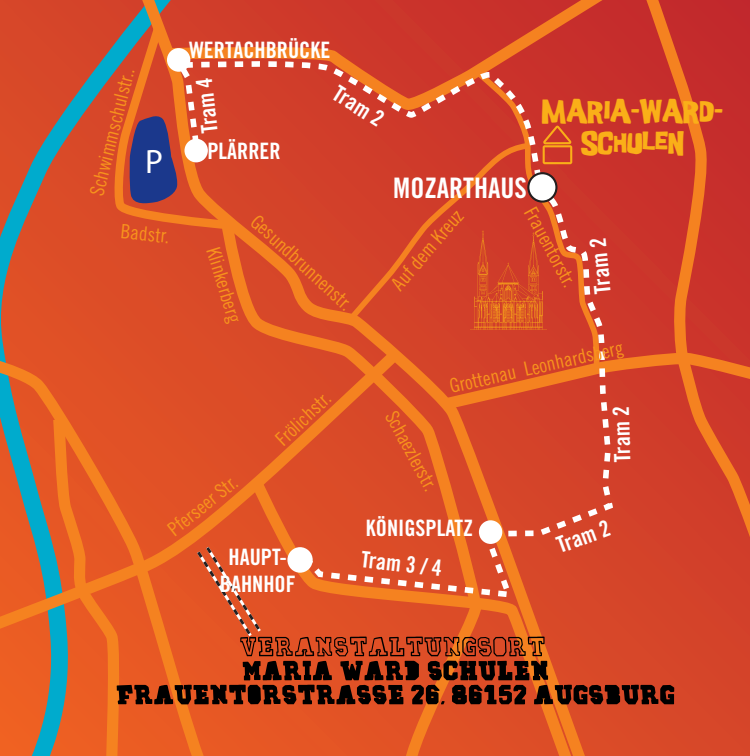 WERTACHBRÜCKE
Schwimmschulstr..
Tram 4
Tram 2
MARIA-WARD-
SCHULEN
P
PLÄRRER
MOZARTHAUS
Badstr.
Klinkerberg
Gesundbrunnenstr.
Auf dem Kreuz
Frauentorstr.
Tram 2
Grottenau Leonhardsberg
Frölichstr.
Schaezlerstr.
Tram 2
Pferseer Str.
KÖNIGSPLATZ
Tram 2
HAUPT-
BAHNHOF
Tram 3 / 4
VERANSTALTUNGSORT
MARIA WARD SCHULEN
FRAUENTORSTRASSE 26, 86152 AUGSBURG